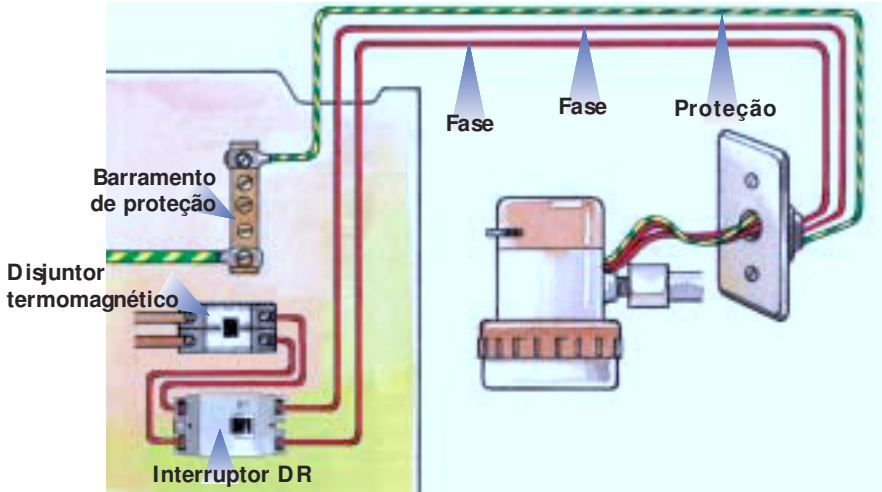 Fase
Fase
Proteção
Barramento
de proteção
Disjuntor
termomagnético
Interruptor DR